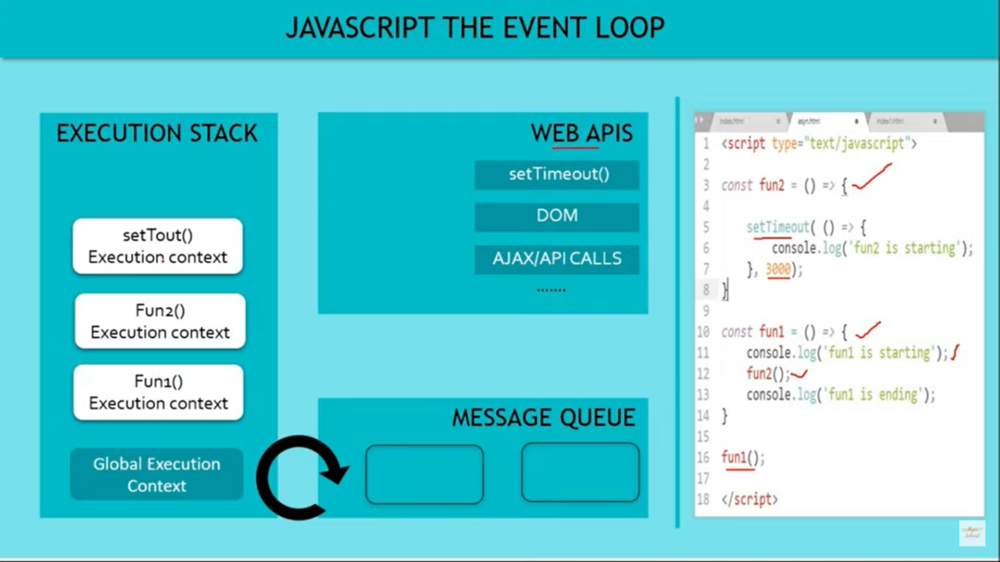 JAVASCRIPT THE EVENT LOOP
EXECUTION STACK
setTout()
Execution context
Fun2()
Execution context
Fun1()
Execution context
Global Execution
Context
WEB APIS
setTimeout()
DOM
AJAX/API CALLS
.......
MESSAGE QUEUE
index.html
asyn.html
index1.html
1 <script type="text/javascript">
2
3 const fun2 = () => {
4
5 setTimeout( () => {
6 console.log('fun2 is starting');
7 }, 3000);
8 }
9
10 const fun1 = () => {
11 console.log('fun1 is starting');
12 fun2();
13 console.log('fun1 is ending');
14 }
15
16 fun1();
17
18 </script>
Technical